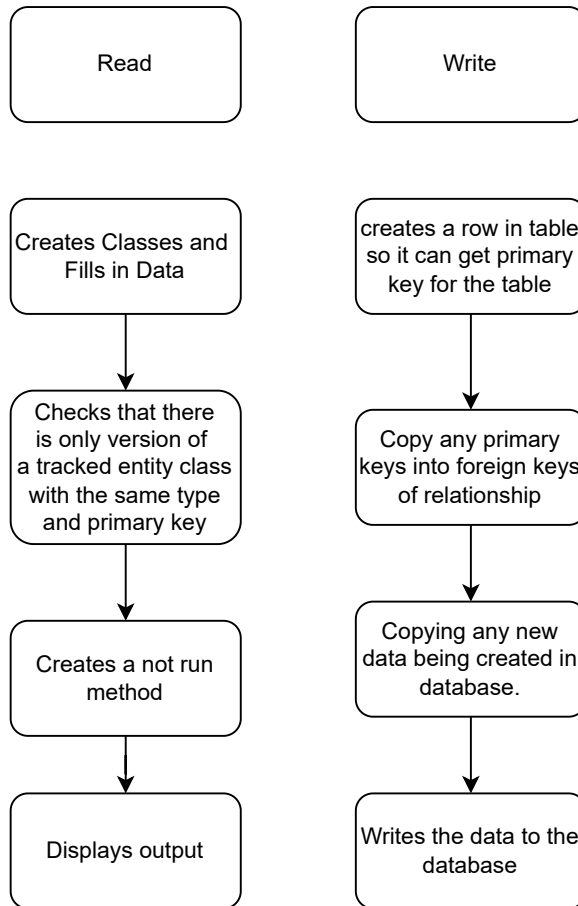 Read
Write
Creates Classes and
Fills in Data
creates a row in table
so it can get primary
key for the table
Checks that there
is only version of
a tracked entity class
with the same type
and primary key
Copy any primary
keys into foreign keys
of relationship
Creates a not run
method
Copying any new
data being created in
database.
Displays output
Writes the data to the
database